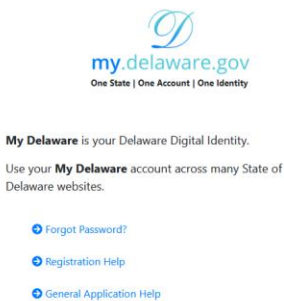 D
my.delaware.gov
One State | One Account | One Identity
My Delaware is your Delaware Digital Identity.
Use your My Delaware account across many State of
Delaware websites.
Forgot Password?
Registration Help
General Application Help